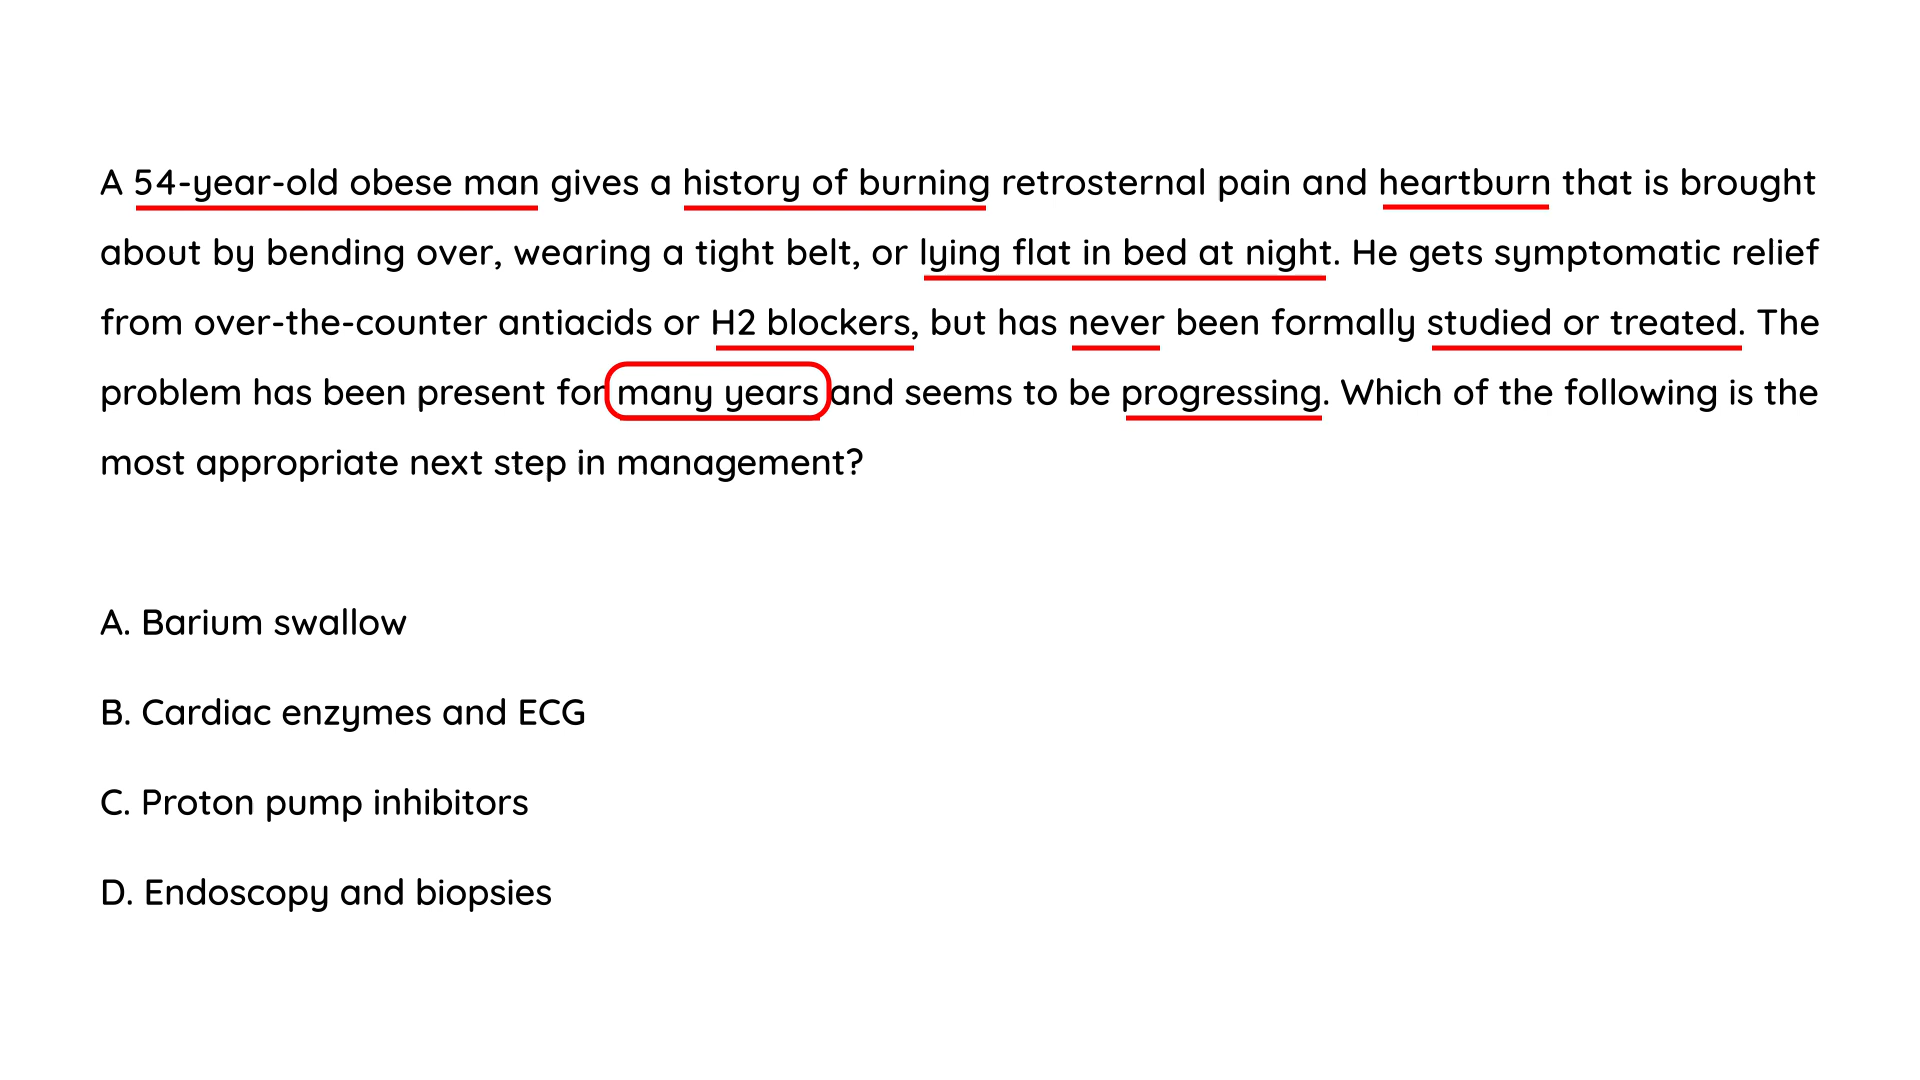 A 54-year-old obese man gives a history of burning retrosternal pain and heartburn that is brought
about by bending over, wearing a tight belt, or lying flat in bed at night. He gets symptomatic relief
from over-the-counter antiacids or H2 blockers, but has never been formally studied or treated. The
problem has been present for many years and seems to be progressing. Which of the following is the
most appropriate next step in management?
A. Barium swallow
B. Cardiac enzymes and ECG
C. Proton pump inhibitors
D. Endoscopy and biopsies